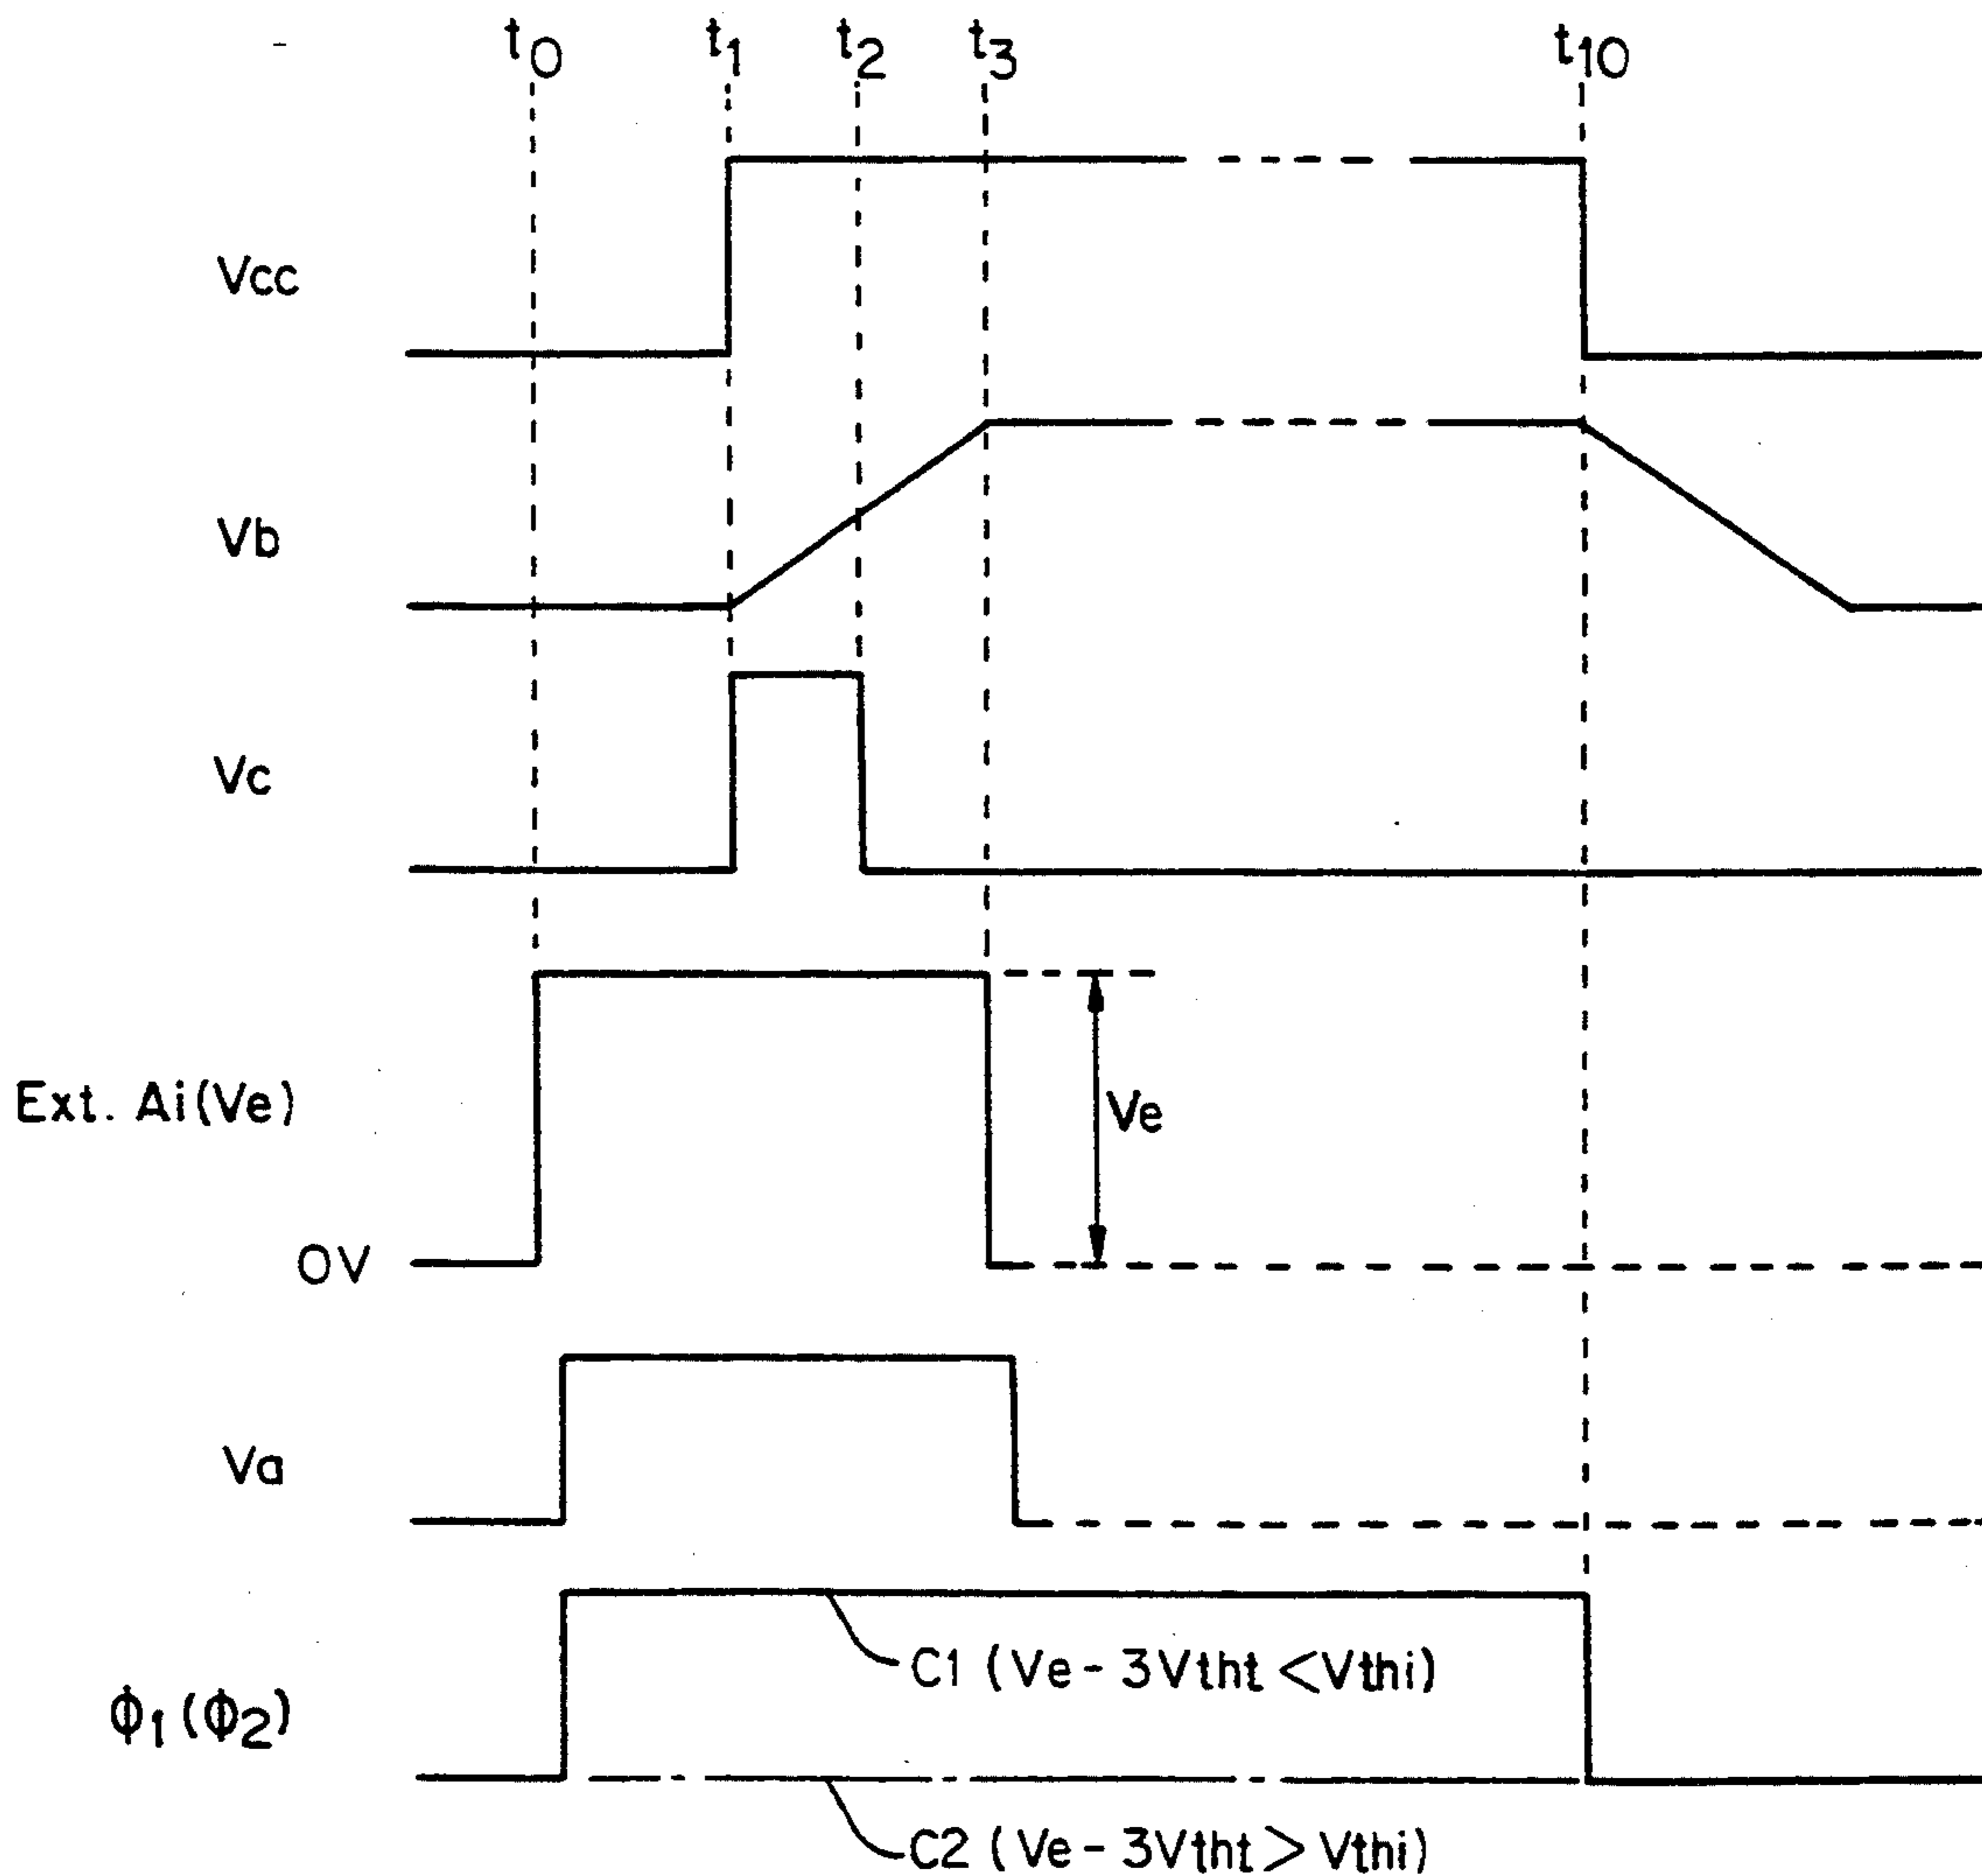 t0 t1 t2 t3 t10
Vcc
Vb
Vc
Ext. Ai(Ve)
Ve
0V
Va
C1 (Ve - 3Vtht < Vthi)
Φ1(Φ2)
C2 (Ve - 3Vtht > Vthi)